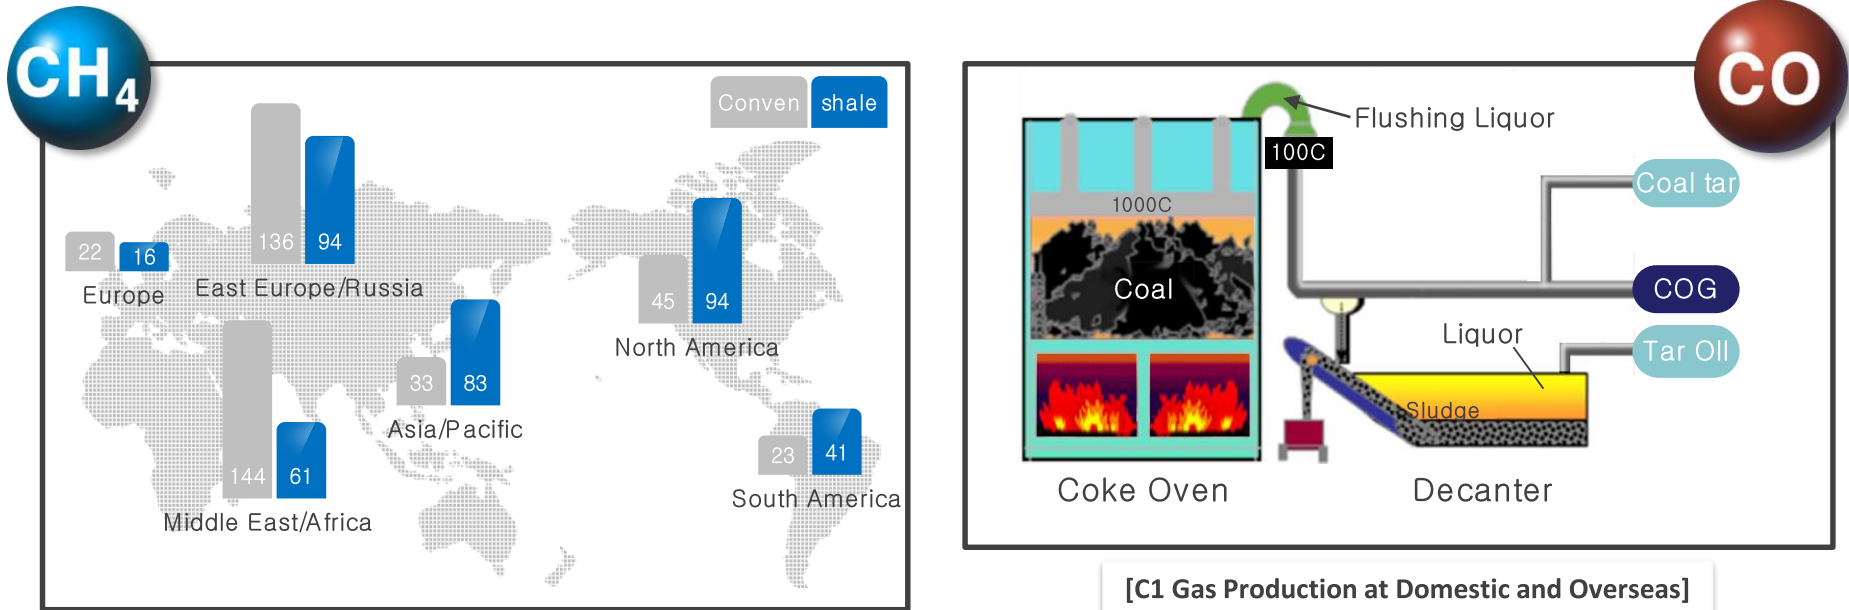 CH4
Conven shale
136 94
East Europe/Russia
22 16
Europe
45 94
North America
33 83
Asia/Pacific
144 61
Middle East/Africa
23 41
South America
CO
Flushing Liquor
100C
1000C
Coal
Coal tar
COG
Liquor
Tar Oll
Sludge
Coke Oven
Decanter
[C1 Gas Production at Domestic and Overseas]